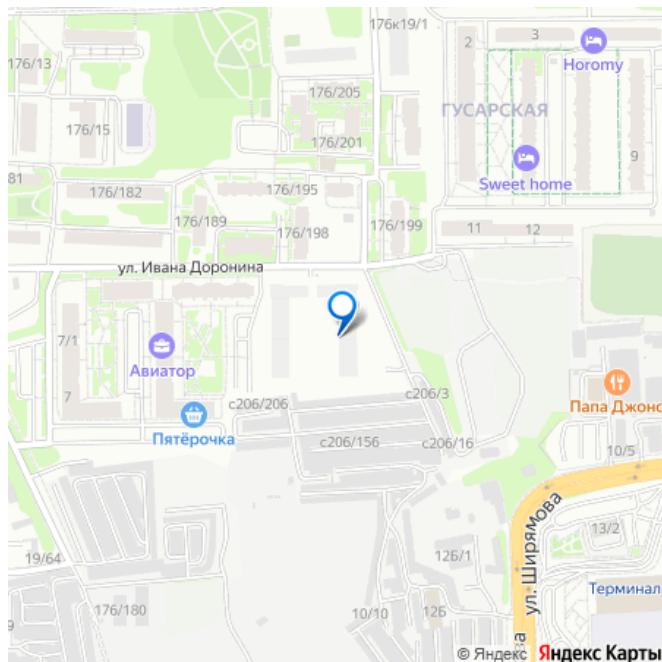 176к19/1
3
2
Horomy
176/13
176/205
ГУСАРСКАЯ
176/15
176/201
9
Sweet home
81
176/182
176/195
176/189
176/198
176/199
11
12
ул. Ивана Доронина
7/1
Авиатор
7
с206/206
с206/3
Папа Джонс
Пятёрочка
с206/156
с206/16
10/5
ул. Ширямова
13/2
19/64
12Б/1
Терминал
176/180
10/10
12Б
ва
© Яндекс Яндекс Карты